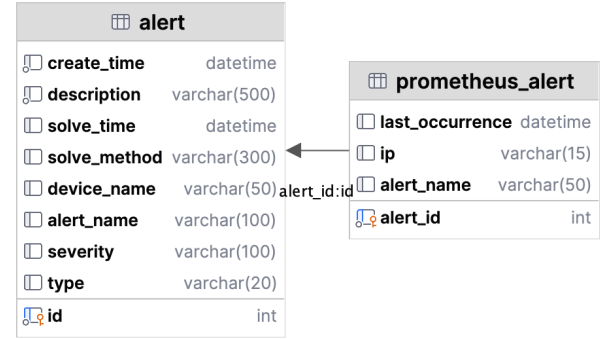 alert
create_time datetime
description varchar(500)
solve_time datetime
solve_method varchar(300)
device_name varchar(50)
alert_name varchar(100)
severity varchar(100)
type varchar(20)
id int
alert_id:id
prometheus_alert
last_occurrence datetime
ip varchar(15)
alert_name varchar(50)
alert_id int